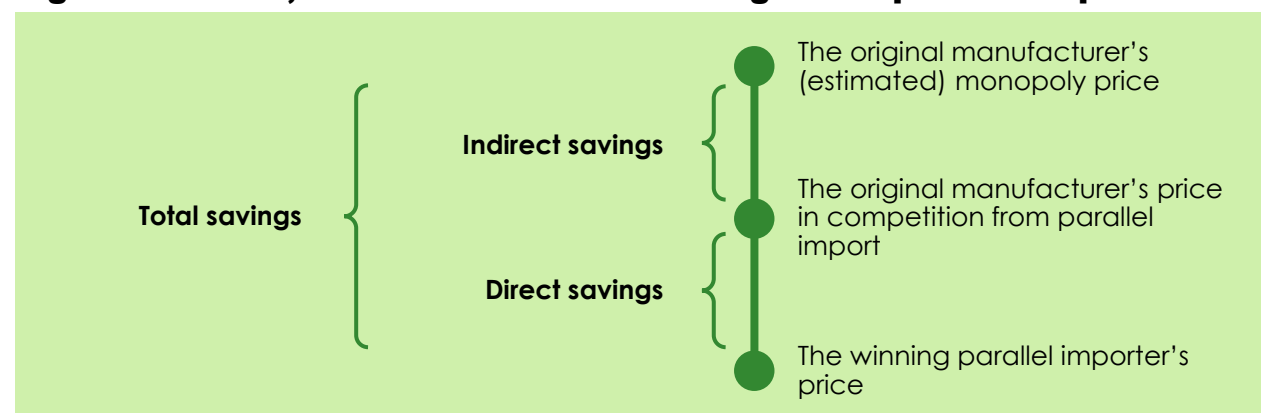 The original manufacturer's
(estimated) monopoly price
Indirect savings
The original manufacturer's price
in competition from parallel
import
Total savings
Direct savings
The winning parallel importer's
price